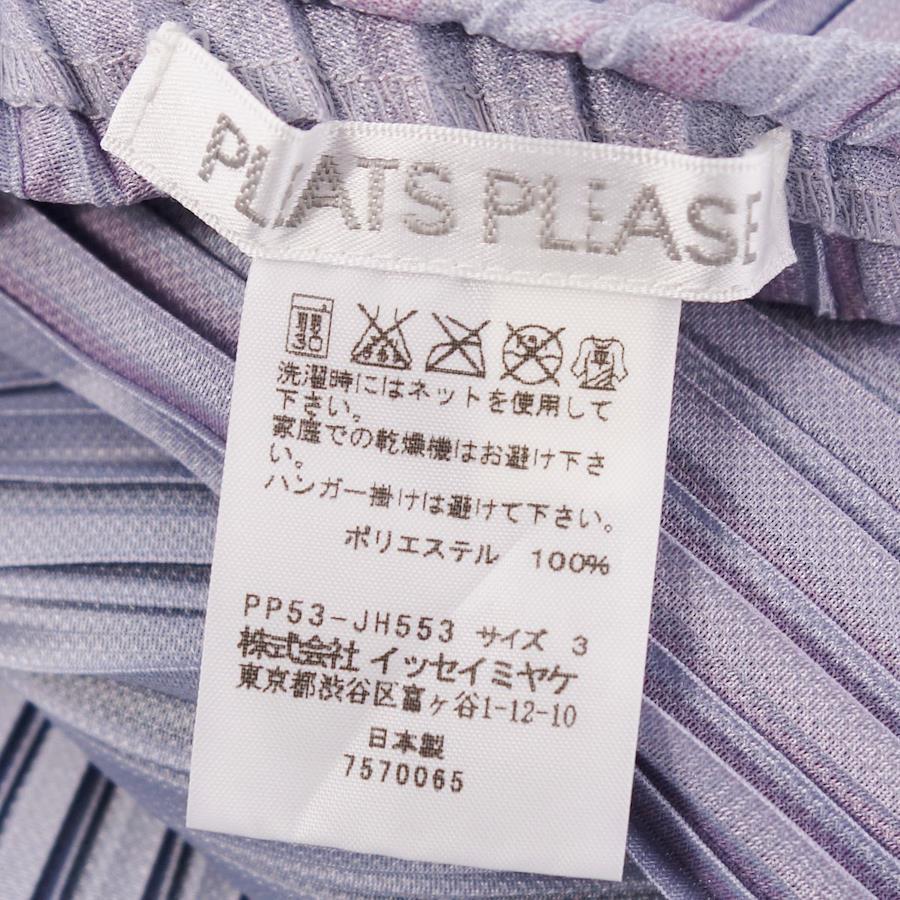 PLEATS PLEASE
弱
30
洗濯時にはネットを使用して
下さい。
家庭での乾燥機はお避け下さ
い。
ハンガー掛けは避けて下さい。
ポリエステル 100%
PP53-JH553 サイズ 3
株式会社 イッセイミヤケ
東京都渋谷区富ヶ谷1-12-10
日本製
7570065